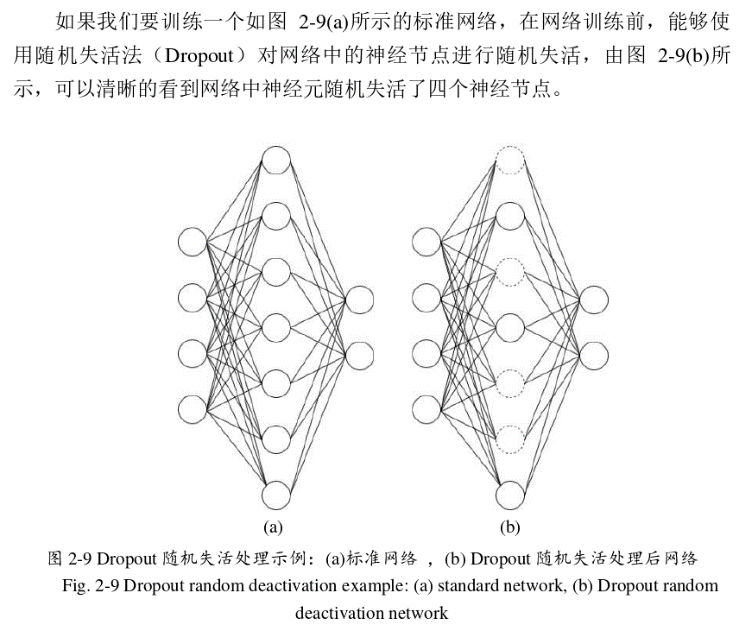 如果我们要训练一个如图 2-9(a)所示的标准网络，在网络训练前，能够使
用随机失活法（Dropout）对网络中的神经节点进行随机失活，由图 2-9(b)所
示，可以清晰的看到网络中神经元随机失活了四个神经节点。
(a)
(b)
图 2-9 Dropout 随机失活处理示例：(a)标准网络 ，(b) Dropout 随机失活处理后网络
Fig. 2-9 Dropout random deactivation example: (a) standard network, (b) Dropout random
deactivation network